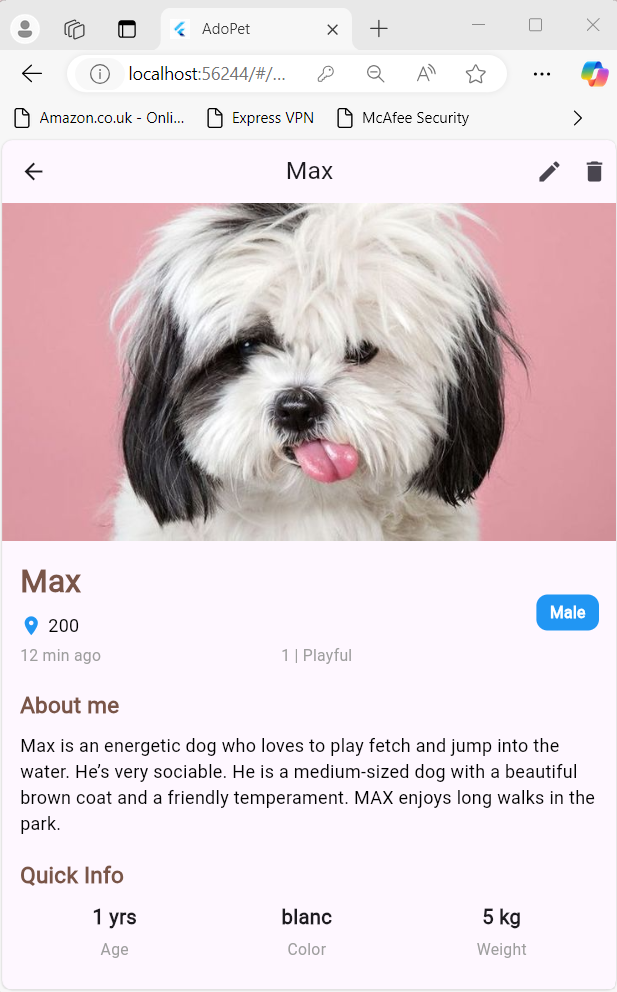 AdoPet
localhost:56244/#/...
Amazon.co.uk - Onli... Express VPN McAfee Security
Max
Max
200
Male
12 min ago 1 | Playful
About me
Max is an energetic dog who loves to play fetch and jump into the
water. He’s very sociable. He is a medium-sized dog with a beautiful
brown coat and a friendly temperament. MAX enjoys long walks in the
park.
Quick Info
1 yrs blanc 5 kg
Age Color Weight